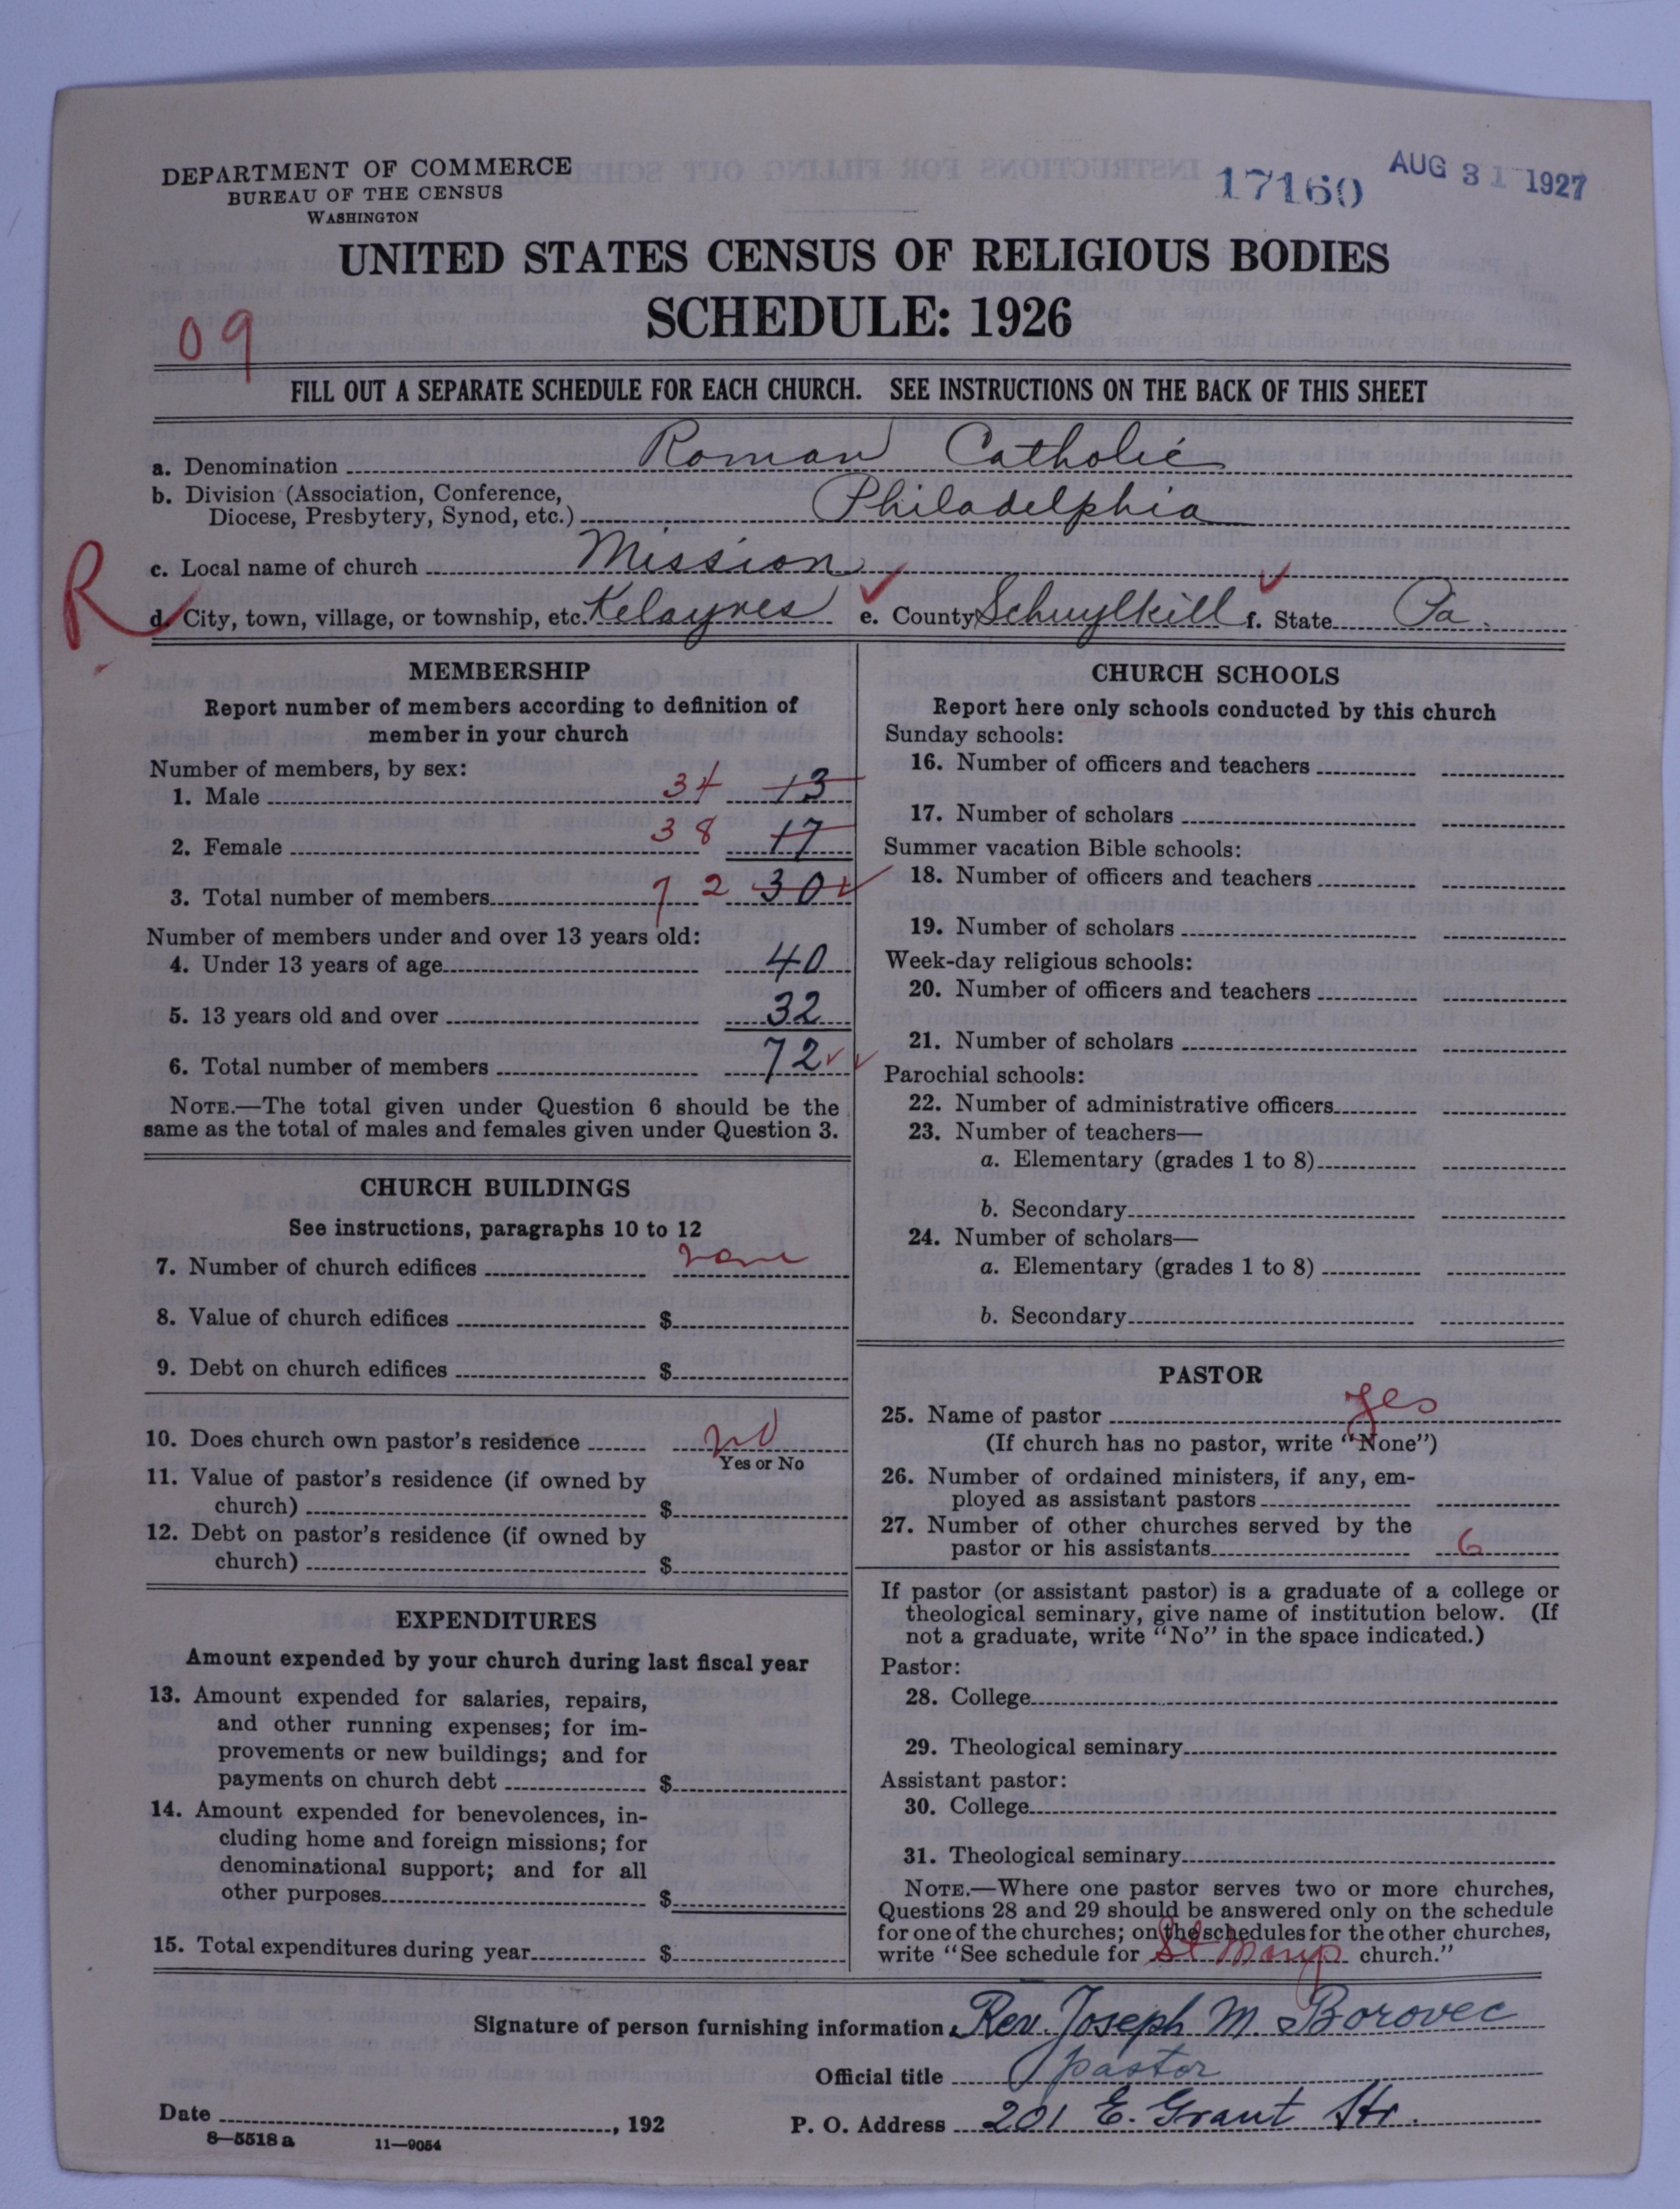 DEPARTMENT OF COMMERCE
BUREAU OF THE CENSUS
WASHINGTON
17160
AUG 31 1927
UNITED STATES CENSUS OF RELIGIOUS BODIES
SCHEDULE: 1926
09
FILL OUT A SEPARATE SCHEDULE FOR EACH CHURCH. SEE INSTRUCTIONS ON THE BACK OF THIS SHEET
a. Denomination Roman Catholic
b. Division (Association, Conference,
Diocese, Presbytery, Synod, etc.) Philadelphia
c. Local name of church Mission
R
d. City, town, village, or township, etc. Kelayres e. County Schuylkill f. State Pa.
MEMBERSHIP
Report number of members according to definition of
member in your church
Number of members, by sex:
1. Male 34 13
2. Female 38 17
3. Total number of members 72 30
Number of members under and over 13 years old:
4. Under 13 years of age 40
5. 13 years old and over 32
6. Total number of members 72
NOTE.—The total given under Question 6 should be the
same as the total of males and females given under Question 3.
CHURCH BUILDINGS
See instructions, paragraphs 10 to 12
7. Number of church edifices none
8. Value of church edifices $
9. Debt on church edifices $
10. Does church own pastor's residence no
Yes or No
11. Value of pastor's residence (if owned by
church) $
12. Debt on pastor's residence (if owned by
church) $
EXPENDITURES
Amount expended by your church during last fiscal year
13. Amount expended for salaries, repairs,
and other running expenses; for im-
provements or new buildings; and for
payments on church debt $
14. Amount expended for benevolences, in-
cluding home and foreign missions; for
denominational support; and for all
other purposes $
15. Total expenditures during year $
CHURCH SCHOOLS
Report here only schools conducted by this church
Sunday schools:
16. Number of officers and teachers
17. Number of scholars
Summer vacation Bible schools:
18. Number of officers and teachers
19. Number of scholars
Week-day religious schools:
20. Number of officers and teachers
21. Number of scholars
Parochial schools:
22. Number of administrative officers
23. Number of teachers—
a. Elementary (grades 1 to 8)
b. Secondary
24. Number of scholars—
a. Elementary (grades 1 to 8)
b. Secondary
PASTOR
25. Name of pastor yes
(If church has no pastor, write "None")
26. Number of ordained ministers, if any, em-
ployed as assistant pastors
27. Number of other churches served by the
pastor or his assistants 6
If pastor (or assistant pastor) is a graduate of a college or
theological seminary, give name of institution below. (If
not a graduate, write "No" in the space indicated.)
Pastor:
28. College
29. Theological seminary
Assistant pastor:
30. College
31. Theological seminary
NOTE.—Where one pastor serves two or more churches,
Questions 28 and 29 should be answered only on the schedule
for one of the churches; on the schedules for the other churches,
write "See schedule for St Marys church."
Signature of person furnishing information Rev. Joseph M. Borovec
Official title pastor
Date , 192 P. O. Address 201 E. Grant Str.
8—5518 a 11—9054